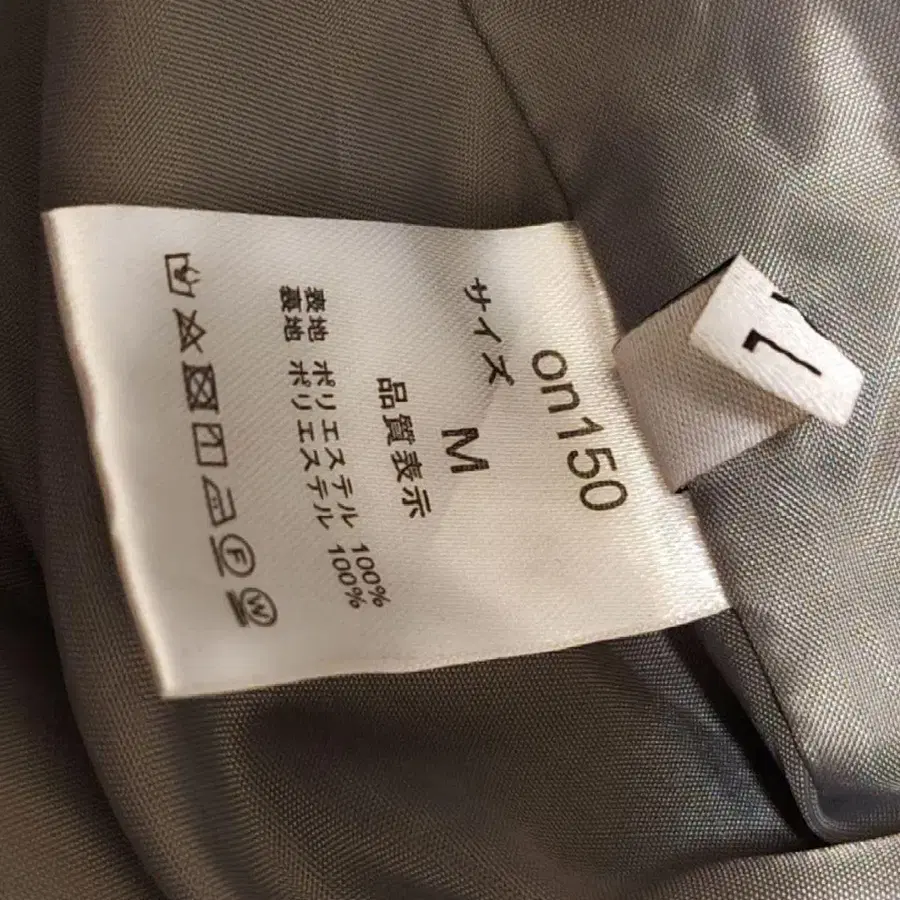 on150
サイズ
M
品質表示
表地 ポリエステル 100%
裏地 ポリエステル 100%
F
W